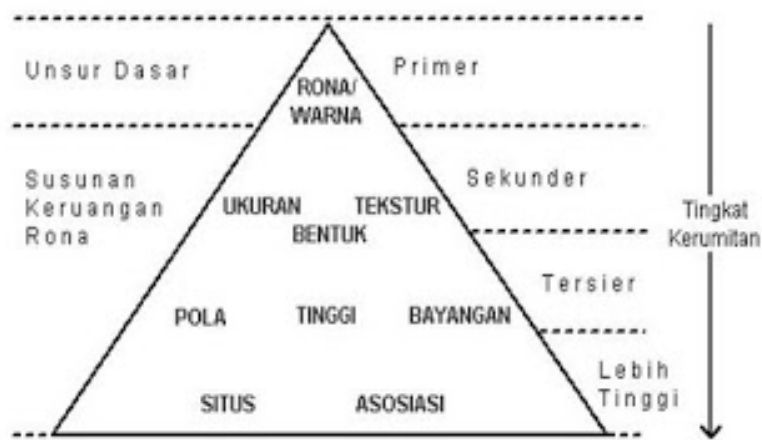 Unsur Dasar
Primer
RONA/
WARNA
Susunan
Keruangan
Rona
Sekunder
UKURAN TEKSTUR
BENTUK
Tingkat
Kerumitan
Tersier
POLA TINGGI BAYANGAN
Lebih
Tinggi
SITUS ASOSIASI